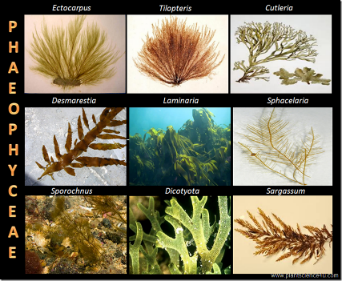 PHAEOPHYCEAE
Ectocarpus
Tilopteris
Cutleria
Desmarestia
Laminaria
Sphacelaria
Sporochnus
Dicotyota
Sargassum
www.plantscience4u.com